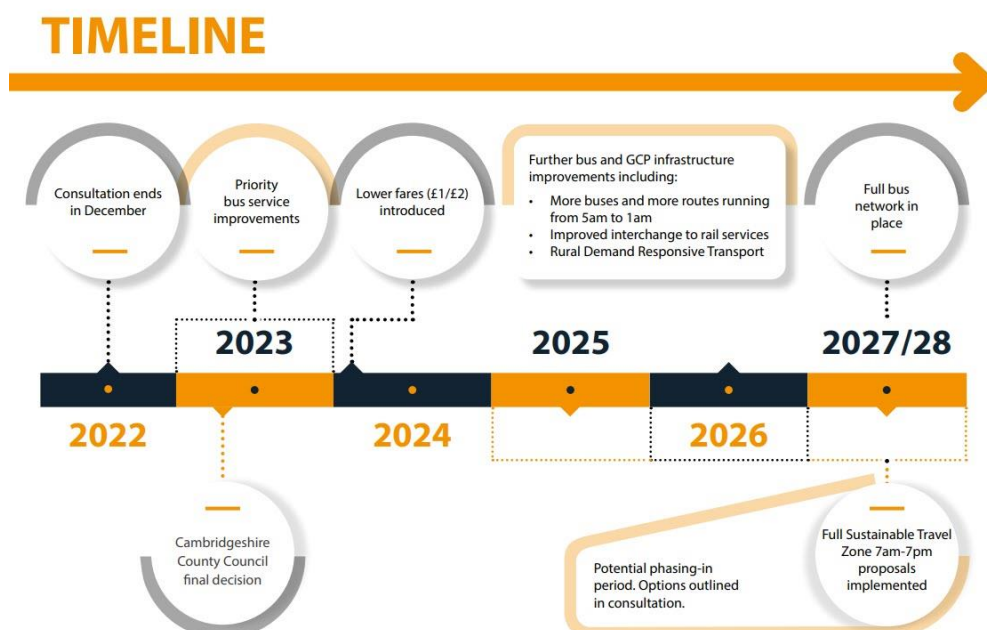 TIMELINE
Consultation ends
in December
Priority
bus service
improvements
Lower fares (£1/£2)
introduced
Further bus and GCP infrastructure
improvements including:
• More buses and more routes running
from 5am to 1am
• Improved interchange to rail services
• Rural Demand Responsive Transport
Full bus
network in
place
2023
2025
2027/28
2022
2024
2026
Cambridgeshire
County Council
final decision
Potential phasing-in
period. Options outlined
in consultation.
Full Sustainable Travel
Zone 7am-7pm
proposals
implemented